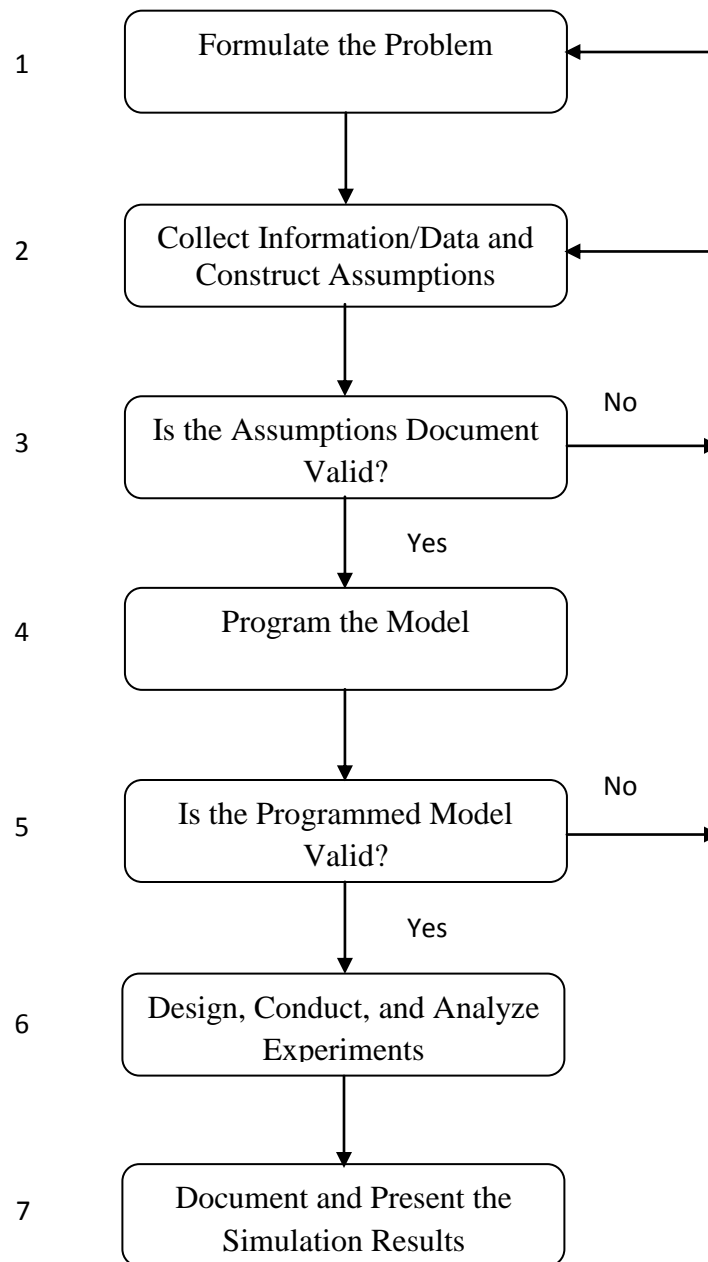 1
Formulate the Problem
2
Collect Information/Data and
Construct Assumptions
3
Is the Assumptions Document
Valid?
No
Yes
4
Program the Model
5
Is the Programmed Model
Valid?
No
Yes
6
Design, Conduct, and Analyze
Experiments
7
Document and Present the
Simulation Results